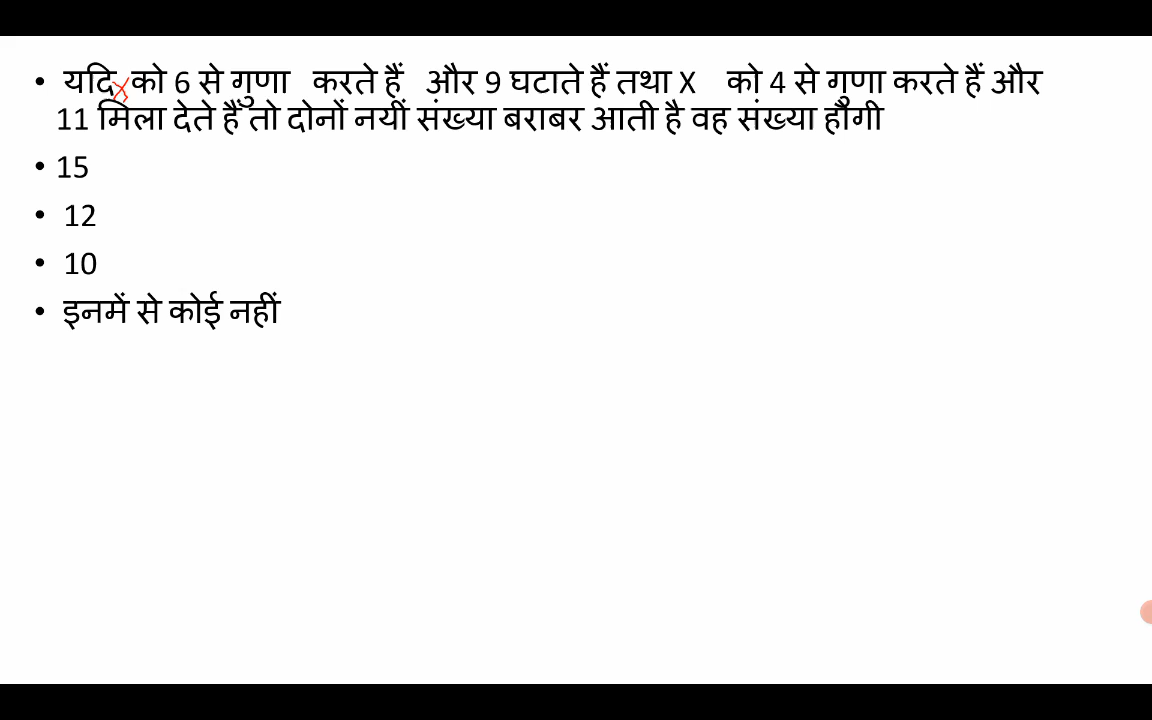 • यदि x को 6 से गुणा करते हैं और 9 घटाते हैं तथा X को 4 से गुणा करते हैं और
11 मिला देते हैं तो दोनों नयीं संख्या बराबर आती है वह संख्या होगी
• 15
• 12
• 10
• इनमें से कोई नहीं